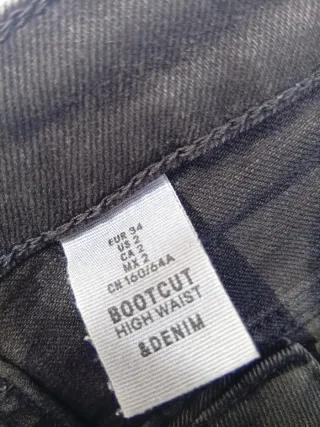 EUR 34
US 2
CA 2
MX 2
CN 160/64A
BOOTCUT
HIGH WAIST
&DENIM